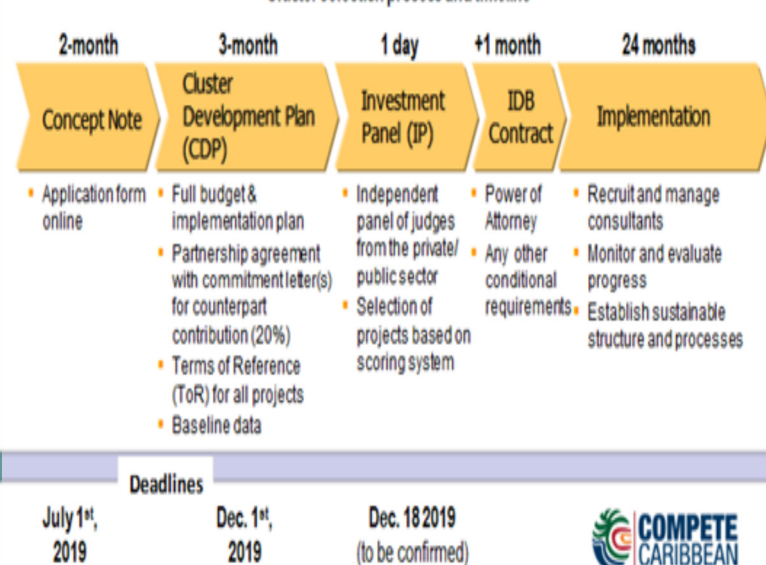 2-month
3-month
1 day
+1 month
24 months
Concept Note
Cluster
Development Plan
(CDP)
Investment
Panel (IP)
IDB
Contract
Implementation
▪ Application form
online
▪ Full budget &
implementation plan
▪ Partnership agreement
with commitment letter(s)
for counterpart
contribution (20%)
▪ Terms of Reference
(ToR) for all projects
▪ Baseline data
▪ Independent
panel of judges
from the private/
public sector
▪ Selection of
projects based on
scoring system
▪ Power of
Attorney
▪ Any other
conditional
requirements
▪ Recruit and manage
consultants
▪ Monitor and evaluate
progress
▪ Establish sustainable
structure and processes
Deadlines
July 1st,
2019
Dec. 1st,
2019
Dec. 18 2019
(to be confirmed)
COMPETE
CARIBBEAN